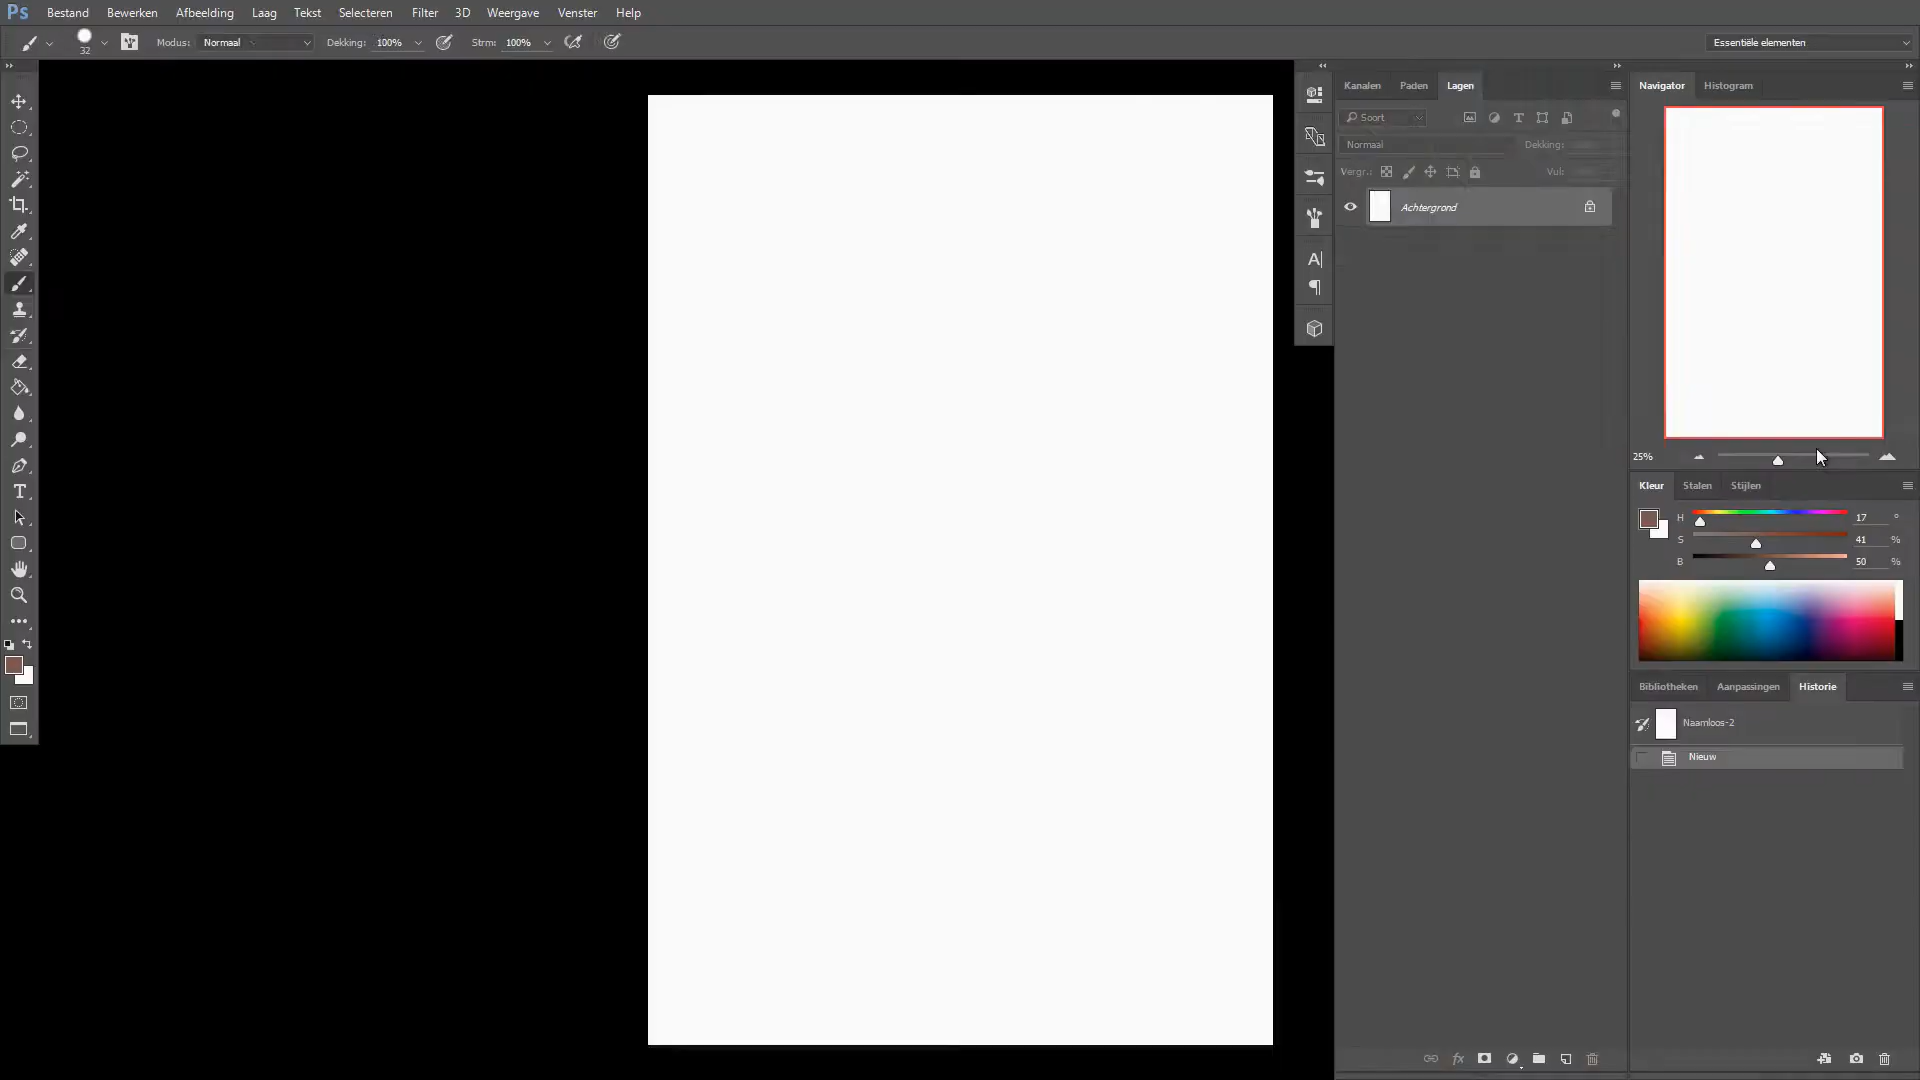 Ps Bestand Bewerken Afbeelding Laag Tekst Selecteren Filter 3D Weergave Venster Help
32 Modus: Normaal Dekking: 100% Strm: 100% Essentiële elementen
Kanalen Paden Lagen
Soort
Normaal Dekking:
Vergr.: Vul:
Achtergrond
Navigator Histogram
25%
Kleur Stalen Stijlen
H 17 °
S 41 %
B 50 %
Bibliotheken Aanpassingen Historie
Naamloos-2
Nieuw